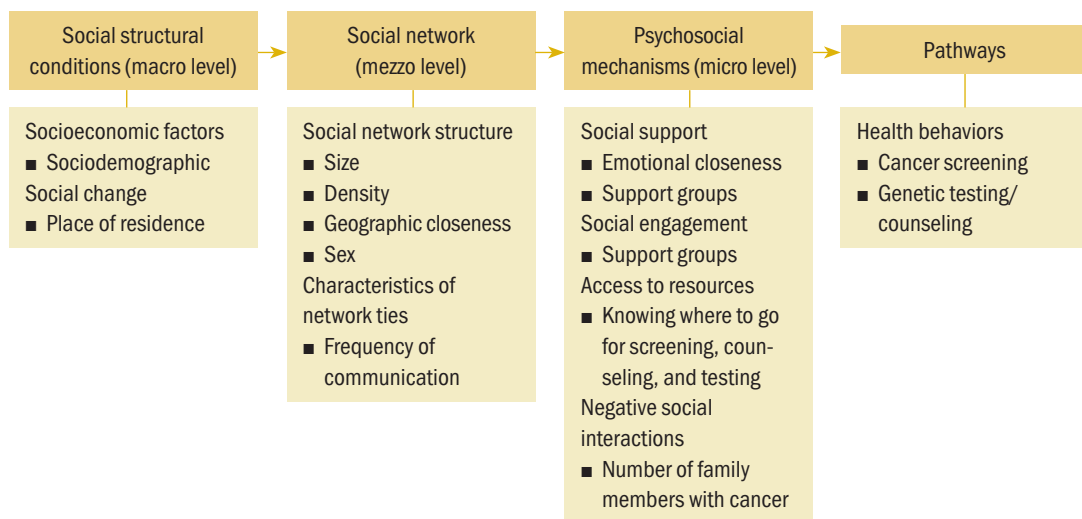 Social structural
conditions (macro level)
Social network
(mezzo level)
Psychosocial
mechanisms (micro level)
Pathways
Socioeconomic factors
■ Sociodemographic
Social change
■ Place of residence
Social network structure
■ Size
■ Density
■ Geographic closeness
■ Sex
Characteristics of
network ties
■ Frequency of
communication
Social support
■ Emotional closeness
■ Support groups
Social engagement
■ Support groups
Access to resources
■ Knowing where to go
for screening, coun-
seling, and testing
Negative social
interactions
■ Number of family
members with cancer
Health behaviors
■ Cancer screening
■ Genetic testing/
counseling